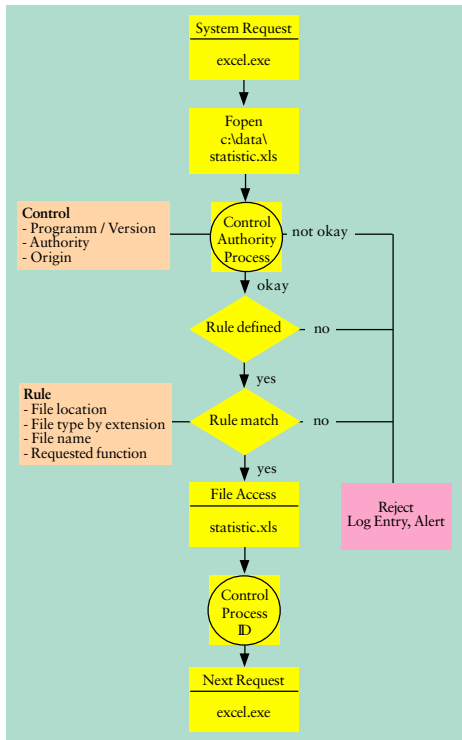 System Request
excel.exe
Fopen
c:\data\
statistic.xls
Control
- Programm / Version
- Authority
- Origin
Control
Authority
Process
not okay
okay
Rule defined
no
yes
Rule
- File location
- File type by extension
- File name
- Requested function
Rule match
no
yes
File Access
statistic.xls
Reject
Log Entry, Alert
Control
Process
ID
Next Request
excel.exe